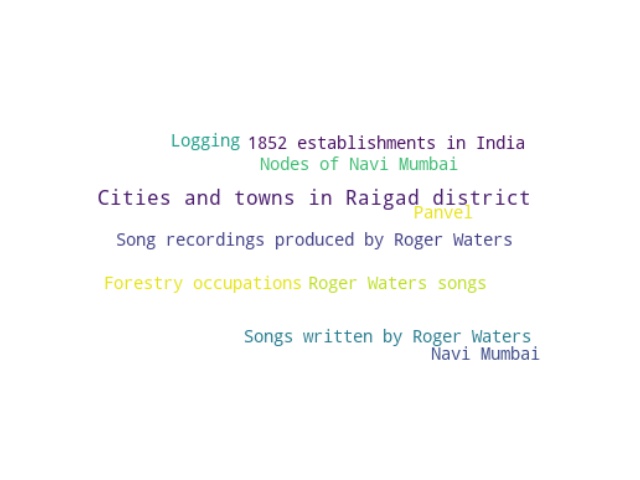 Logging
1852 establishments in India
Nodes of Navi Mumbai
Cities and towns in Raigad district
Panvel
Song recordings produced by Roger Waters
Forestry occupations
Roger Waters songs
Songs written by Roger Waters
Navi Mumbai